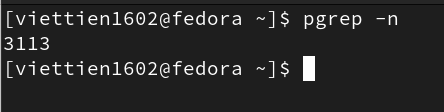 [viettien1602@fedora ~]$ pgrep -n
3113
[viettien1602@fedora ~]$